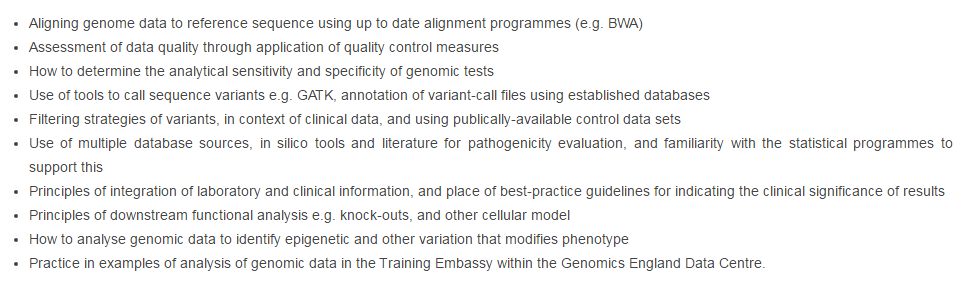 • Aligning genome data to reference sequence using up to date alignment programmes (e.g. BWA)
• Assessment of data quality through application of quality control measures
• How to determine the analytical sensitivity and specificity of genomic tests
• Use of tools to call sequence variants e.g. GATK, annotation of variant-call files using established databases
• Filtering strategies of variants, in context of clinical data, and using publically-available control data sets
• Use of multiple database sources, in silico tools and literature for pathogenicity evaluation, and familiarity with the statistical programmes to
support this
• Principles of integration of laboratory and clinical information, and place of best-practice guidelines for indicating the clinical significance of results
• Principles of downstream functional analysis e.g. knock-outs, and other cellular model
• How to analyse genomic data to identify epigenetic and other variation that modifies phenotype
• Practice in examples of analysis of genomic data in the Training Embassy within the Genomics England Data Centre.